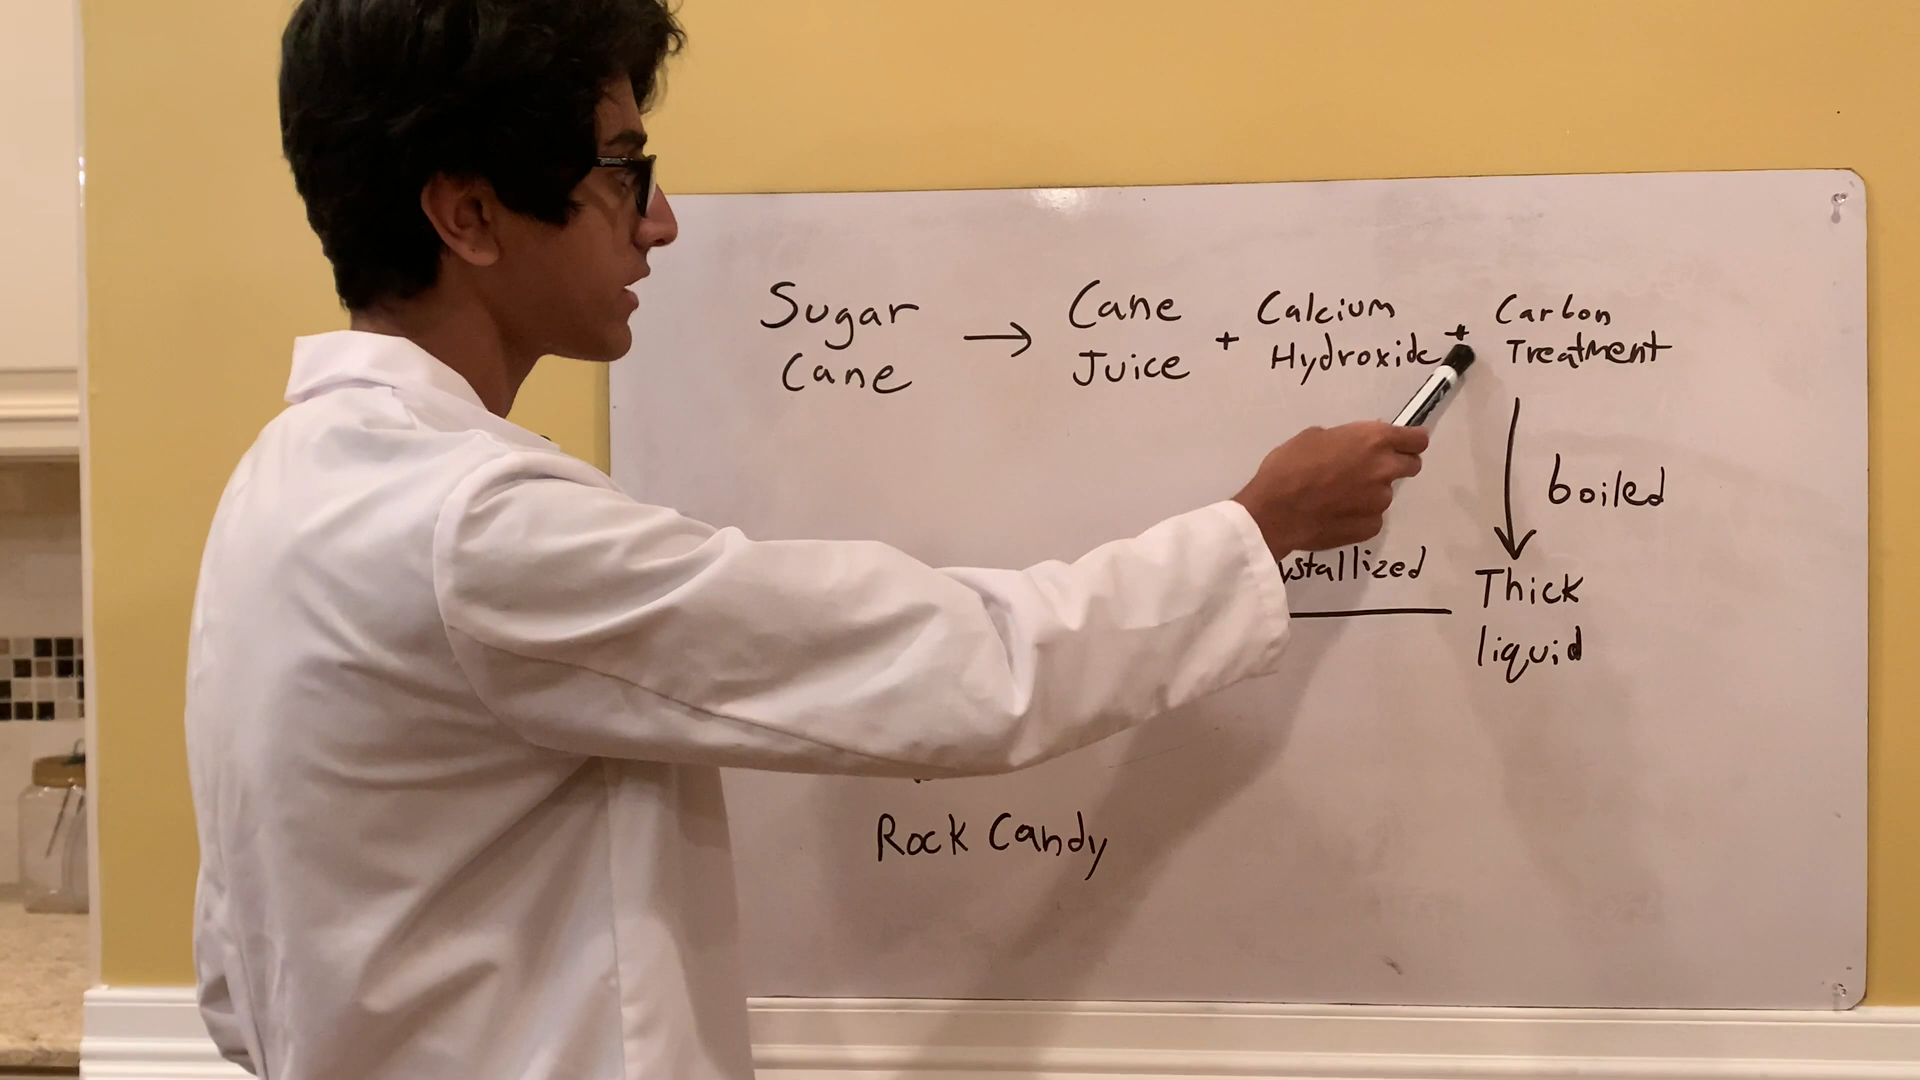 Sugar
Cane
→
Cane
Juice
+
Calcium
Hydroxide
+
Carbon
Treatment
boiled
ystallized
Thick
liquid
Rock Candy